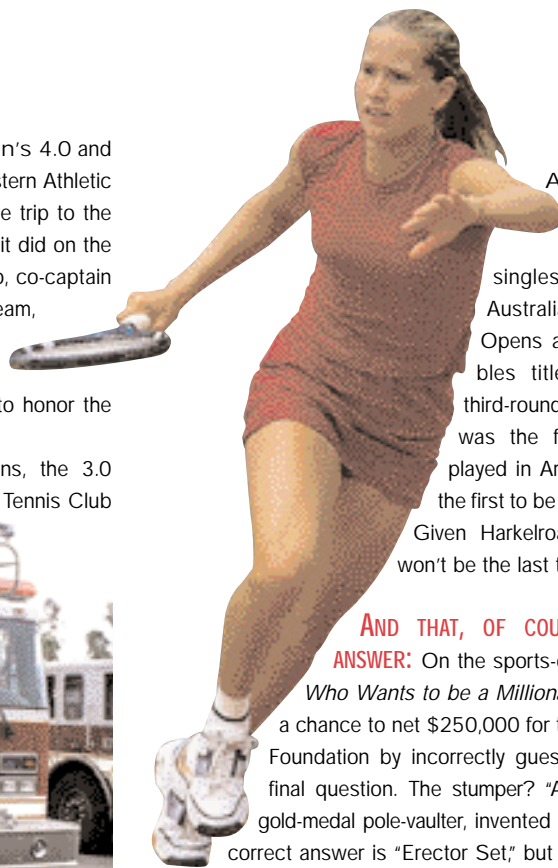 n's 4.0 and
stern Athletic
e trip to the
it did on the
o, co-captain
eam,
to honor the
ns, the 3.0
Tennis Club
A
singles
Australia
Opens a
bles title
third-round
was the f
played in Ar
the first to be
Given Harkelroa
won't be the last t
AND THAT, OF COU
ANSWER: On the sports-c
Who Wants to be a Million
a chance to net $250,000 for t
Foundation by incorrectly gues
final question. The stumper? "A
gold-medal pole-vaulter, invented
correct answer is "Erector Set," but